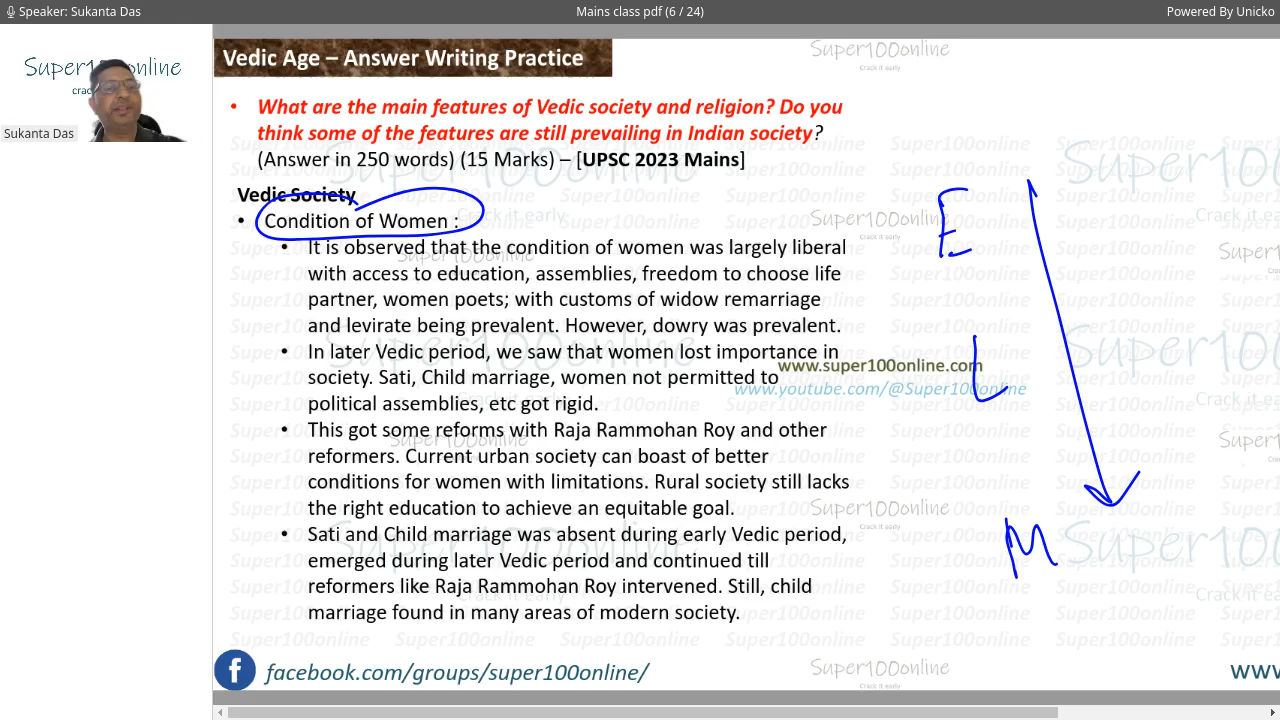 Speaker: Sukanta Das
Mains class pdf (6 / 24)
Powered By Unicko
Super100online
Sukanta Das
Vedic Age – Answer Writing Practice
Super100online
Crack it early
• What are the main features of Vedic society and religion? Do you
think some of the features are still prevailing in Indian society?
(Answer in 250 words) (15 Marks) – [UPSC 2023 Mains]
Vedic Society
• Condition of Women :
• It is observed that the condition of women was largely liberal
with access to education, assemblies, freedom to choose life
partner, women poets; with customs of widow remarriage
and levirate being prevalent. However, dowry was prevalent.
• In later Vedic period, we saw that women lost importance in
society. Sati, Child marriage, women not permitted to
political assemblies, etc got rigid.
• This got some reforms with Raja Rammohan Roy and other
reformers. Current urban society can boast of better
conditions for women with limitations. Rural society still lacks
the right education to achieve an equitable goal.
• Sati and Child marriage was absent during early Vedic period,
emerged during later Vedic period and continued till
reformers like Raja Rammohan Roy intervened. Still, child
marriage found in many areas of modern society.
E
L
M
www.super100online.com
www.youtube.com/@Super100online
facebook.com/groups/super100online/
Super100online
Crack it early
www